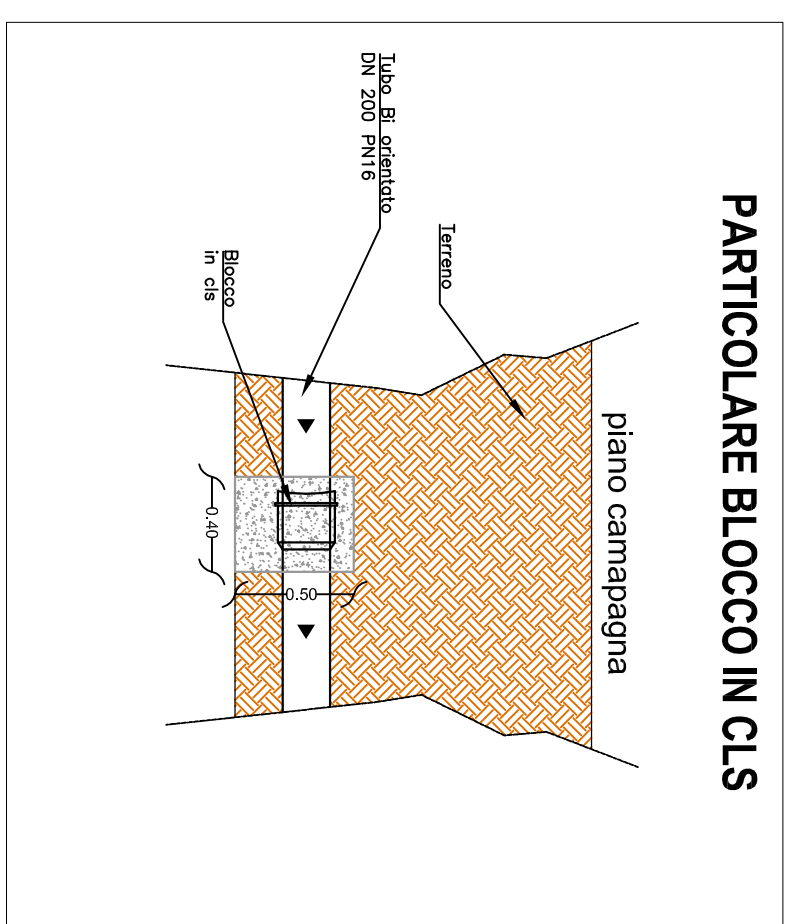 PARTICOLARE BLOCCO IN CLS
piano camapagna
Terreno
Tubo Bi orientato
DN 200 PN16
Blocco
in cls
0.50
0.40